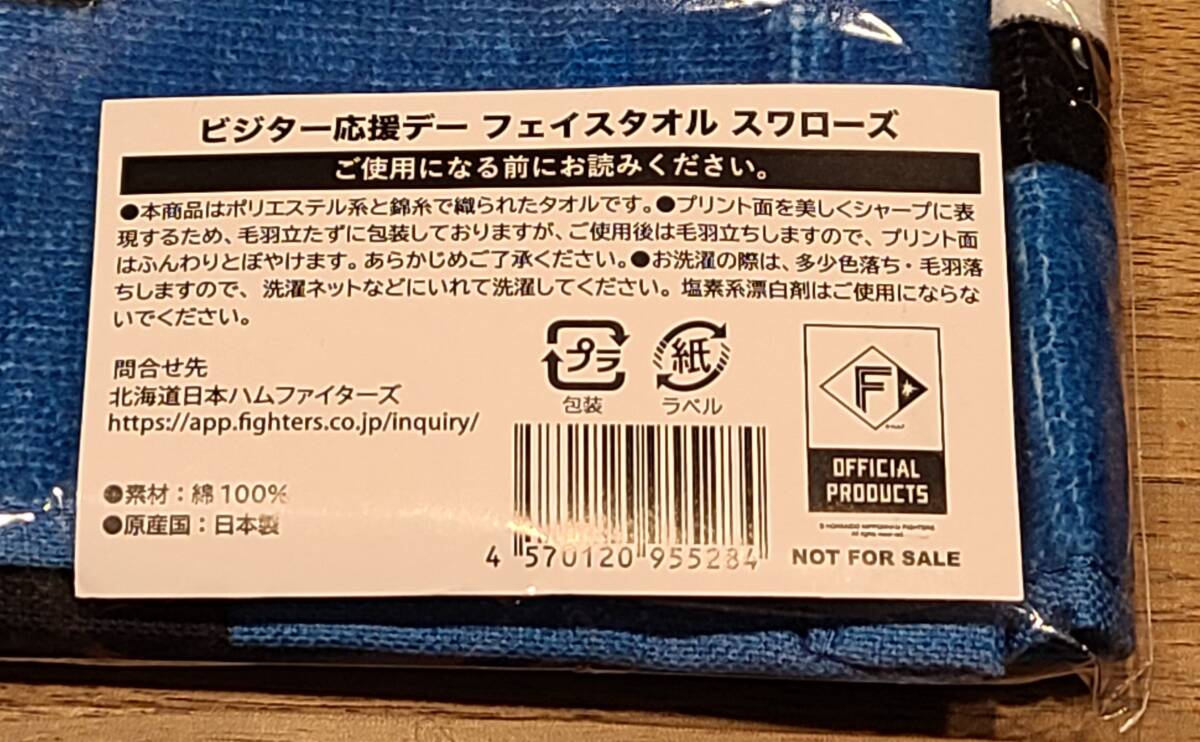 ビジター応援デー フェイスタオル スワローズ
ご使用になる前にお読みください。
●本商品はポリエステル系と錦糸で織られたタオルです。●プリント面を美しくシャープに表
現するため、毛羽立たずに包装しておりますが、ご使用後は毛羽立ちしますので、プリント面
はふんわりとぼやけます。あらかじめご了承ください。●お洗濯の際は、多少色落ち・毛羽落
ちしますので、洗濯ネットなどにいれて洗濯してください。塩素系漂白剤はご使用にならな
いでください。
問合せ先
北海道日本ハムファイターズ
https://app.fighters.co.jp/inquiry/
プラ
包装
紙
ラベル
F
OFFICIAL
PRODUCTS
© HOKKAIDO NIPPON-HAM FIGHTERS
All rights reserved.
NOT FOR SALE
●素材：綿100%
●原産国：日本製
4 570120 955284